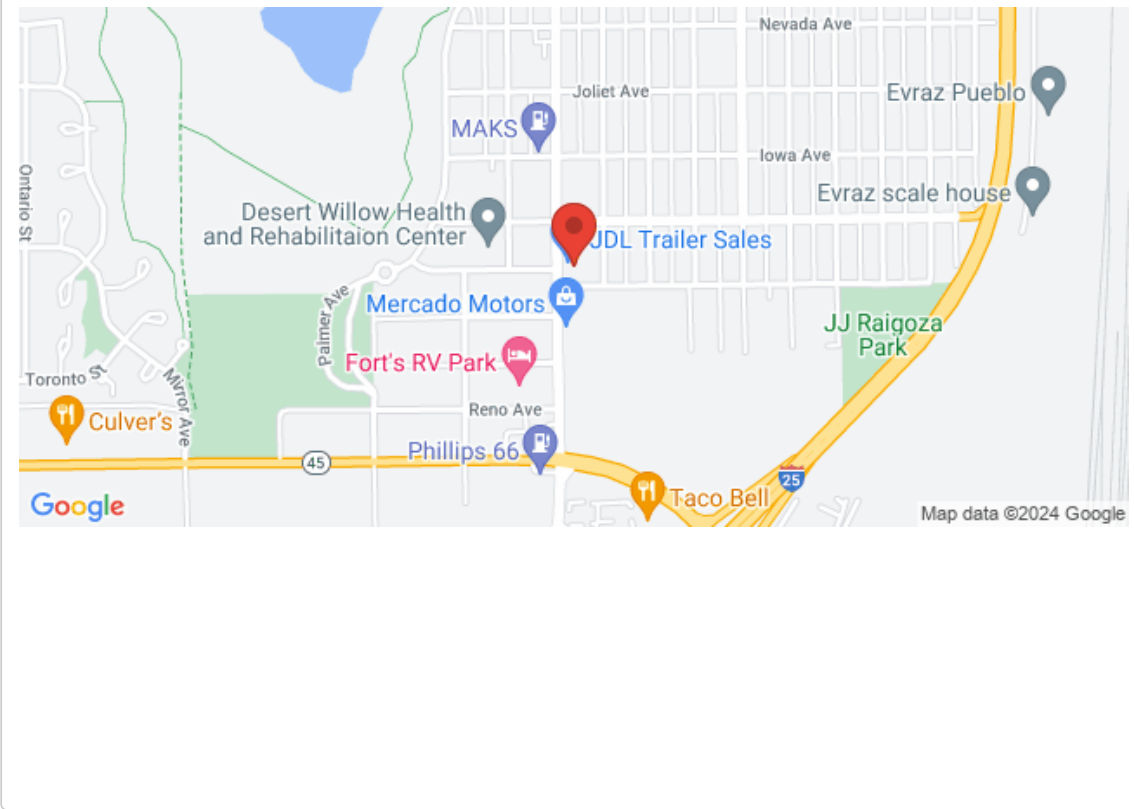 Nevada Ave
Joliet Ave
Evraz Pueblo
MAKS
Iowa Ave
Ontario St
Evraz scale house
Desert Willow Health
and Rehabilitaion Center
JDL Trailer Sales
Palmer Ave
Mercado Motors
JJ Raigoza
Park
Fort's RV Park
Toronto St
Mirror Ave
Reno Ave
Culver's
Phillips 66
45
25
Taco Bell
Google
Map data ©2024 Google